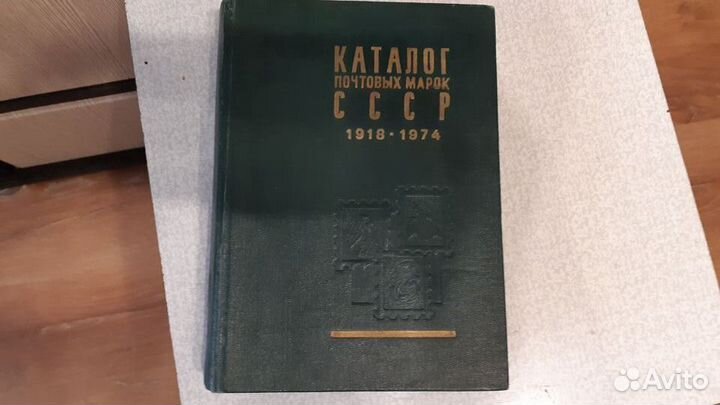 КАТАЛОГ
ПОЧТОВЫХ МАРОК
СССР
1918 · 1974
Avito